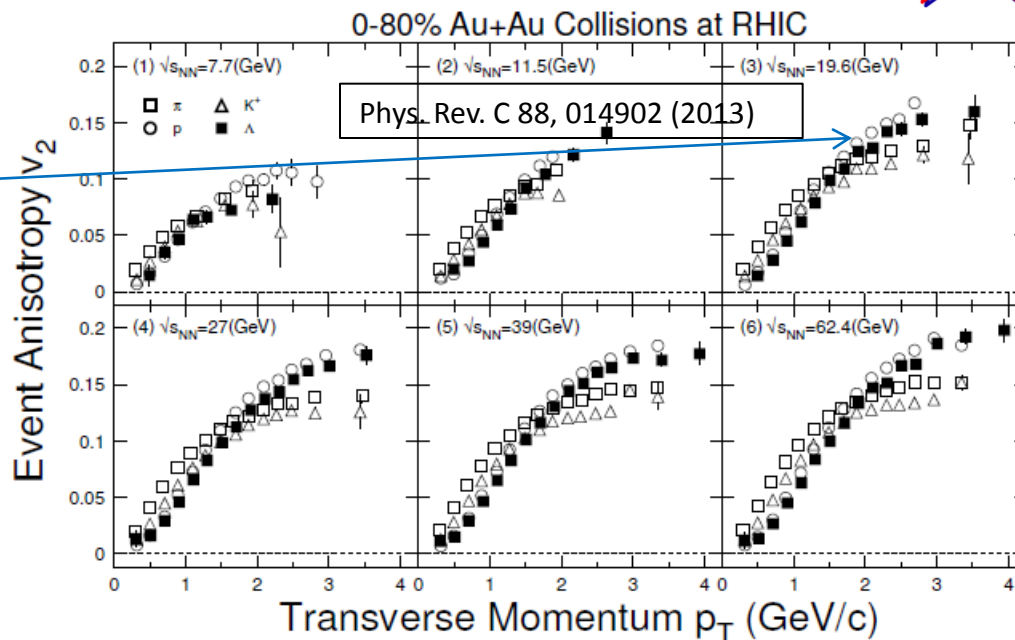 0-80% Au+Au Collisions at RHIC
Event Anisotropy v₂
0.2
0.15
0.1
0.05
0
(1) √sNN=7.7(GeV)
π K⁺
p Λ
(2) √sNN=11.5(GeV)
(3) √sNN=19.6(GeV)
Phys. Rev. C 88, 014902 (2013)
0.2
0.15
0.1
0.05
0
(4) √sNN=27(GeV)
(5) √sNN=39(GeV)
(6) √sNN=62.4(GeV)
0 1 2 3 4 0 1 2 3 4 0 1 2 3 4
Transverse Momentum pT (GeV/c)